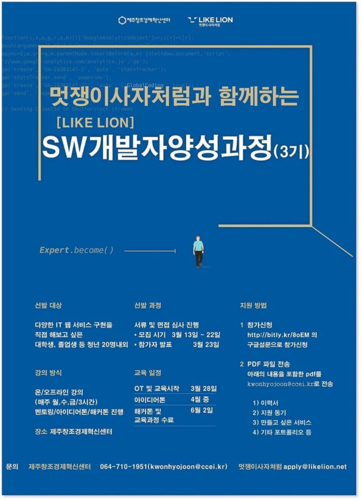 제주창조경제혁신센터
LIKE LION
멋쟁이사자처럼
멋쟁이사자처럼과 함께하는
[LIKE LION]
SW개발자양성과정(3기)
Expert.become()
선발 대상
다양한 IT 웹 서비스 구현을
직접 해보고 싶은
대학생, 졸업생 등 청년 20명내외
선발 과정
서류 및 면접 심사 진행
• 모집 시기 3월 13일 ~ 22일
• 참가자 발표 3월 23일
지원 방법
1 참가신청
http://bitly.kr/8oEM 의
구글설문으로 참가신청
2 PDF 파일 전송
아래의 내용을 포함한 pdf를
kwonhyojoon@ccei.kr로 전송
1) 이력서
2) 지원 동기
3) 만들고 싶은 서비스
4) 기타 포트폴리오 등
강의 방식
온/오프라인 강의
(매주 월,수,금/3시간)
멘토링/아이디어톤/해커톤 진행
장소 제주창조경제혁신센터
교육 일정
OT 및 교육시작 3월 28일
아이디어톤 4월 중
해커톤 및 6월 2일
교육과정 수료
문의 제주창조경제혁신센터 064-710-1951(kwonhyojoon@ccei.kr) 멋쟁이사자처럼 apply@likelion.net